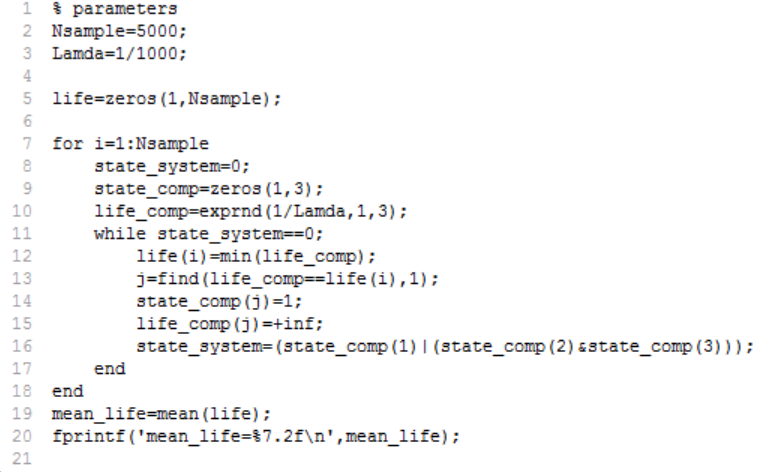 1 % parameters
2 Nsample=5000;
3 Lamda=1/1000;
4
5 life=zeros(1,Nsample);
6
7 for i=1:Nsample
8 state_system=0;
9 state_comp=zeros(1,3);
10 life_comp=exprnd(1/Lamda,1,3);
11 while state_system==0;
12 life(i)=min(life_comp);
13 j=find(life_comp==life(i),1);
14 state_comp(j)=1;
15 life_comp(j)=+inf;
16 state_system=(state_comp(1)|(state_comp(2)&state_comp(3)));
17 end
18 end
19 mean_life=mean(life);
20 fprintf('mean_life=%7.2f\n',mean_life);
21